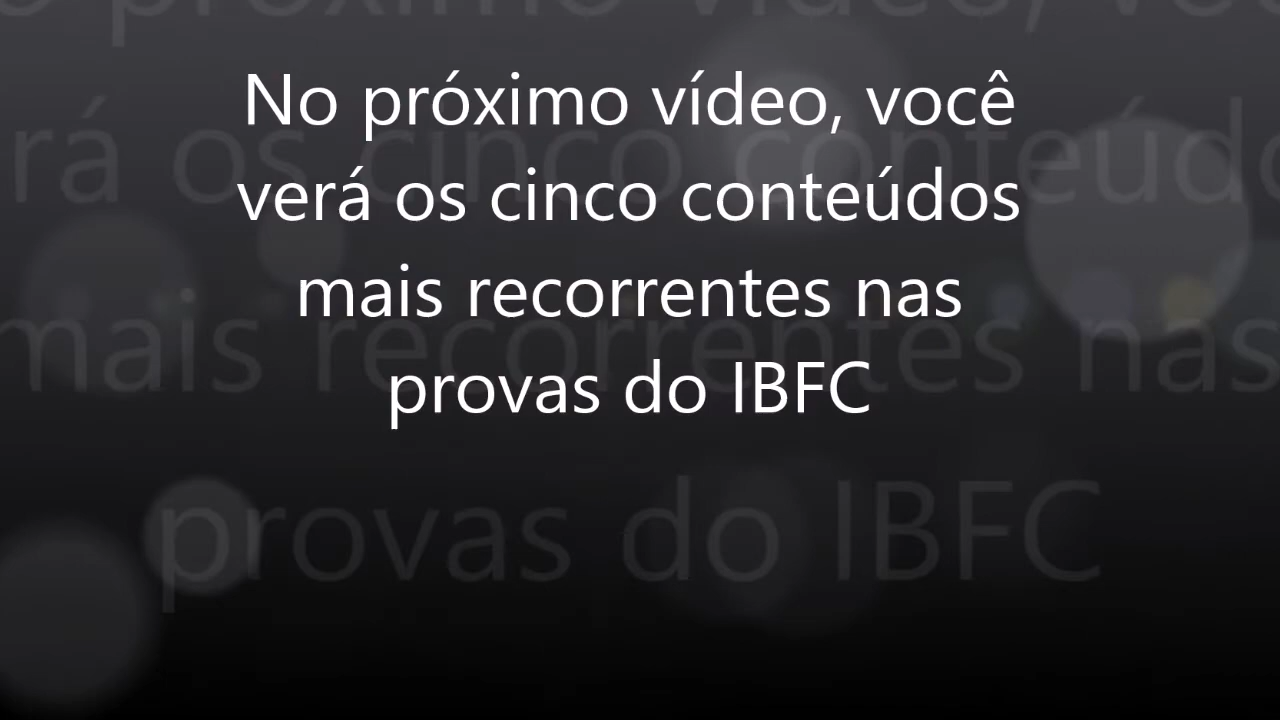 No próximo vídeo, você
verá os cinco conteúdos
mais recorrentes nas
provas do IBFC